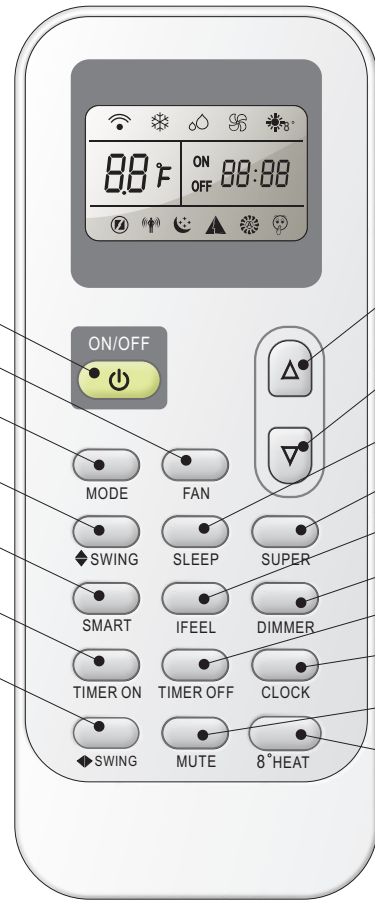 8°
88 °F ON 88:88
OFF
ON/OFF
MODE FAN
SWING SLEEP SUPER
SMART IFEEL DIMMER
TIMER ON TIMER OFF CLOCK
SWING MUTE 8°HEAT